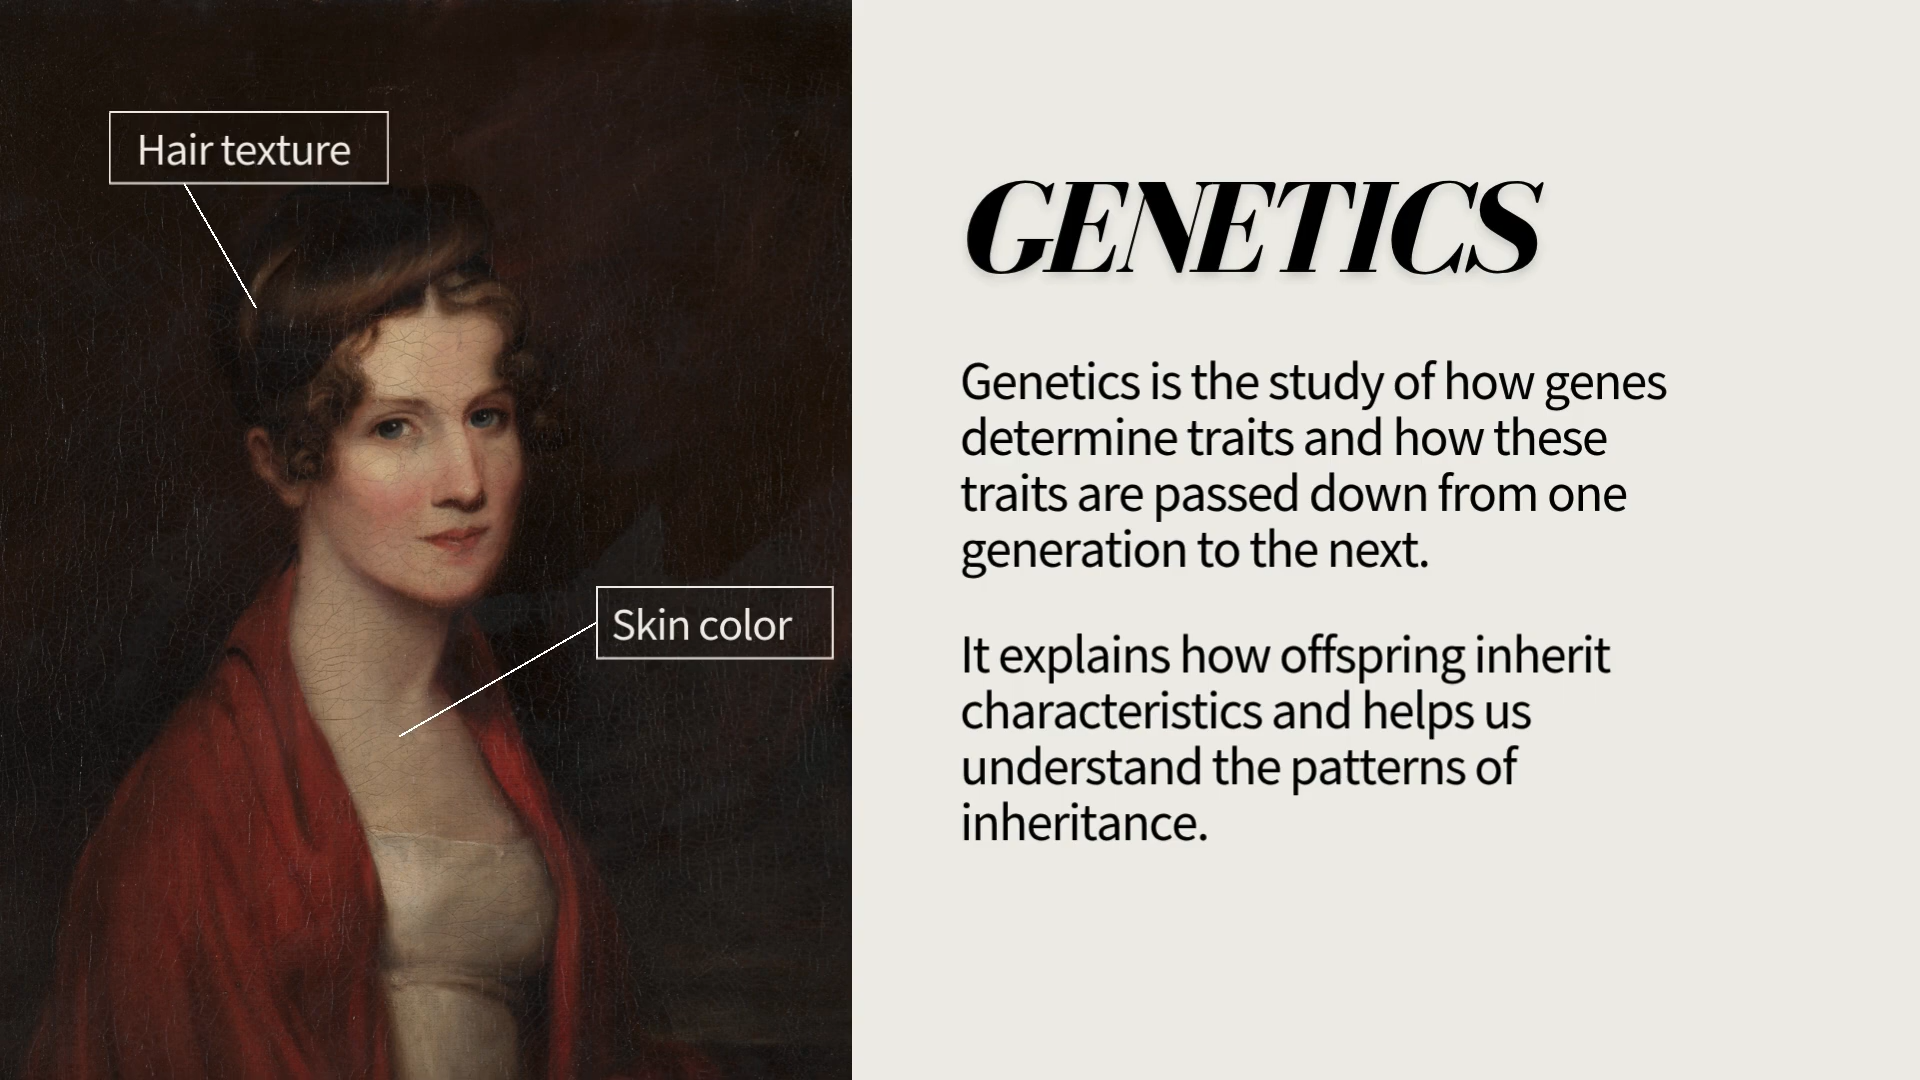 Hair texture
Skin color
GENETICS
Genetics is the study of how genes
determine traits and how these
traits are passed down from one
generation to the next.
It explains how offspring inherit
characteristics and helps us
understand the patterns of
inheritance.